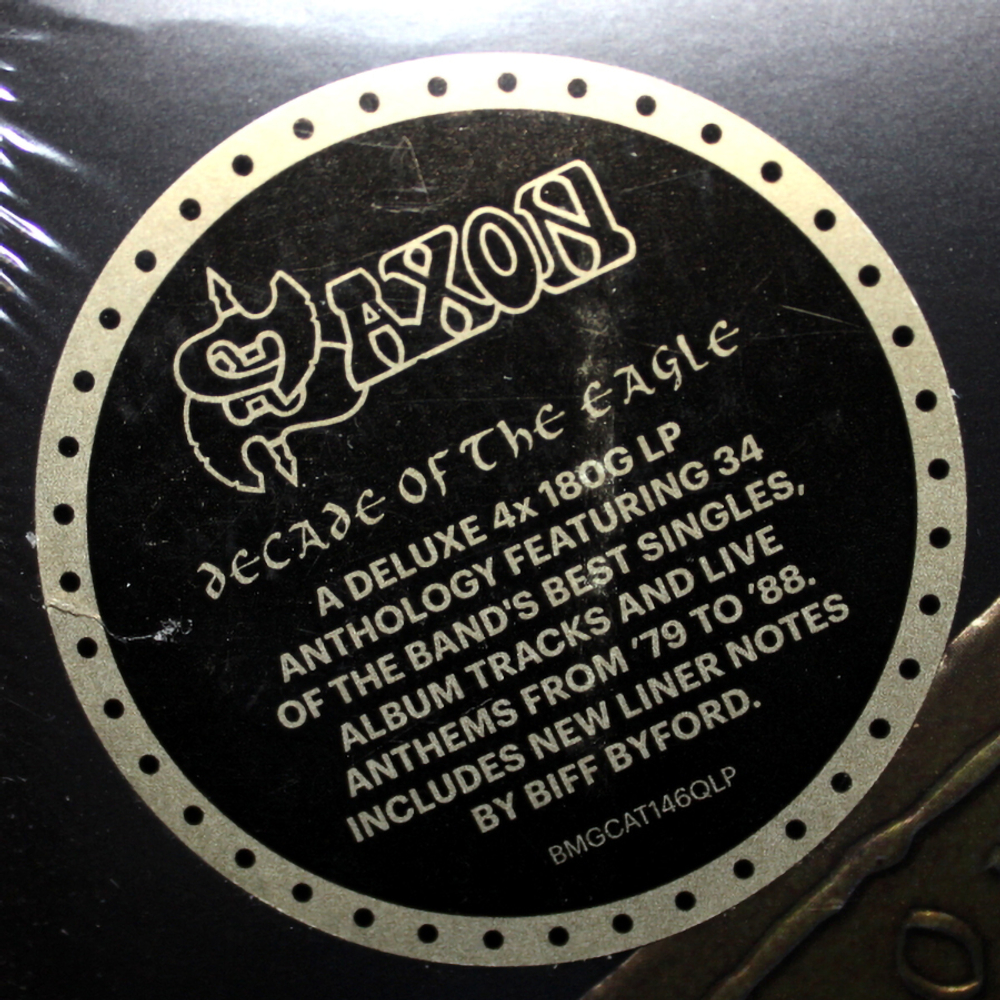 SAXON
DECADE OF THE EAGLE
A DELUXE 4x 180G LP
ANTHOLOGY FEATURING 34
OF THE BAND'S BEST SINGLES,
ALBUM TRACKS AND LIVE
ANTHEMS FROM '79 TO '88.
INCLUDES NEW LINER NOTES
BY BIFF BYFORD.
BMGCAT146QLP